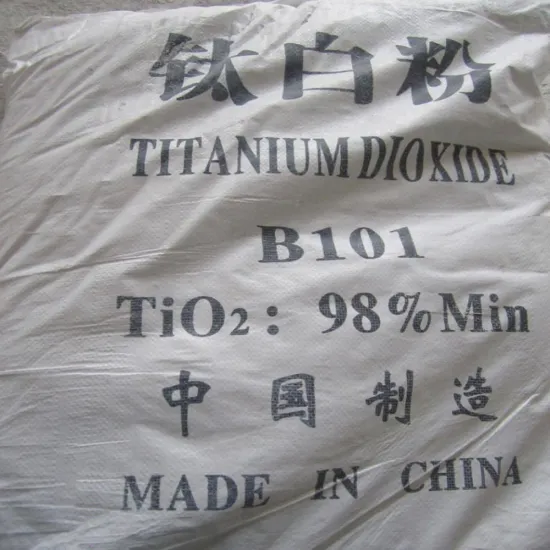 钛白粉
TITANIUM DIOXIDE
B101
TiO₂: 98% Min
中国制造
MADE IN CHINA